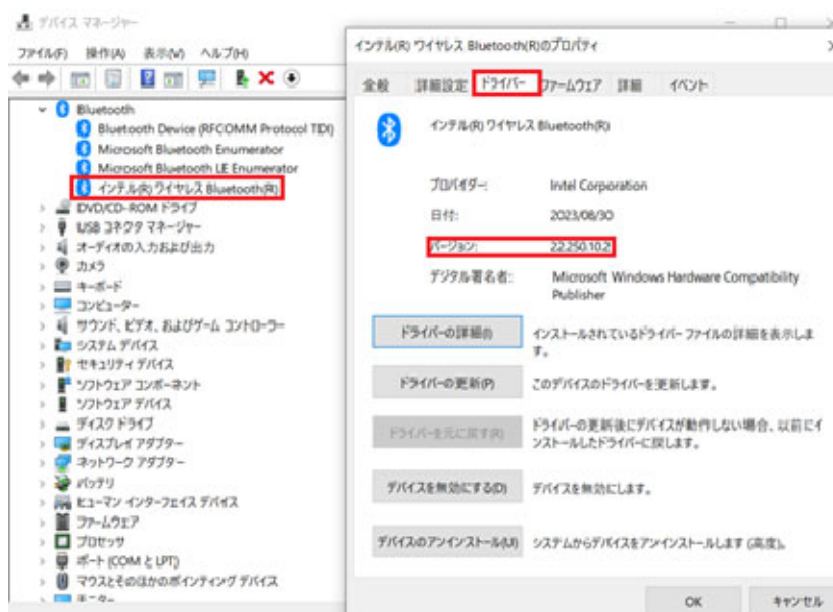 デバイス マネージャー
ファイル(F) 操作(A) 表示(V) ヘルプ(H)
Bluetooth
Bluetooth Device (RFCOMM Protocol TDI)
Microsoft Bluetooth Enumerator
Microsoft Bluetooth LE Enumerator
インテル(R) ワイヤレス Bluetooth(R)
DVD/CD-ROM ドライブ
USB コネクタ マネージャー
オーディオの入力および出力
カメラ
キーボード
コンピューター
サウンド、ビデオ、およびゲーム コントローラー
システム デバイス
セキュリティ デバイス
ソフトウェア コンポーネント
ソフトウェア デバイス
ディスク ドライブ
ディスプレイ アダプター
ネットワーク アダプター
バッテリ
ヒューマン インターフェイス デバイス
ファームウェア
プロセッサ
ポート (COM と LPT)
マウスとそのほかのポインティング デバイス
モニター
インテル(R) ワイヤレス Bluetooth(R)のプロパティ
全般 詳細設定 ドライバー ファームウェア 詳細 イベント
インテル(R) ワイヤレス Bluetooth(R)
プロバイダー: Intel Corporation
日付: 2023/08/30
バージョン: 22.250.10.2
デジタル署名者: Microsoft Windows Hardware Compatibility
Publisher
ドライバーの詳細(I) インストールされているドライバー ファイルの詳細を表示しま
す。
ドライバーの更新(P) このデバイスのドライバーを更新します。
ドライバーを元に戻す(R) ドライバーの更新後にデバイスが動作しない場合、以前にイ
ンストールしたドライバーに戻します。
デバイスを無効にする(D) デバイスを無効にします。
デバイスのアンインストール(U) システムからデバイスをアンインストールします (高度)。
OK キャンセル